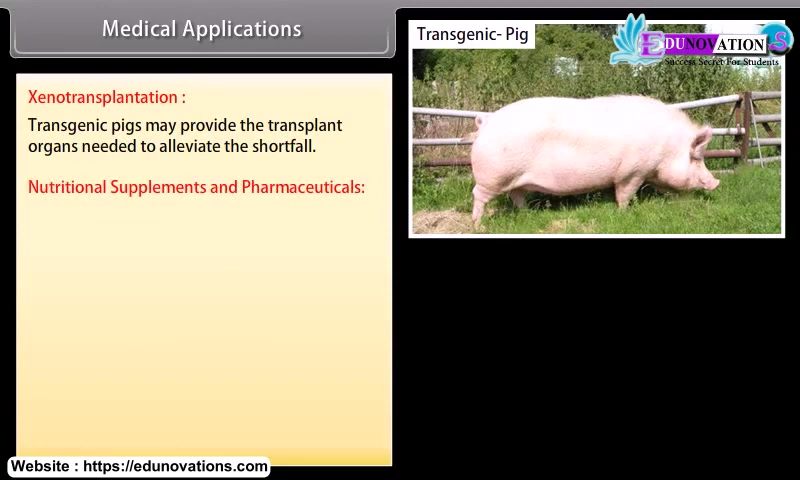 Medical Applications
Transgenic- Pig
EDUNOVATIONS
Success Secret For Students
Xenotransplantation :
Transgenic pigs may provide the transplant
organs needed to alleviate the shortfall.
Nutritional Supplements and Pharmaceuticals:
Website : https://edunovations.com